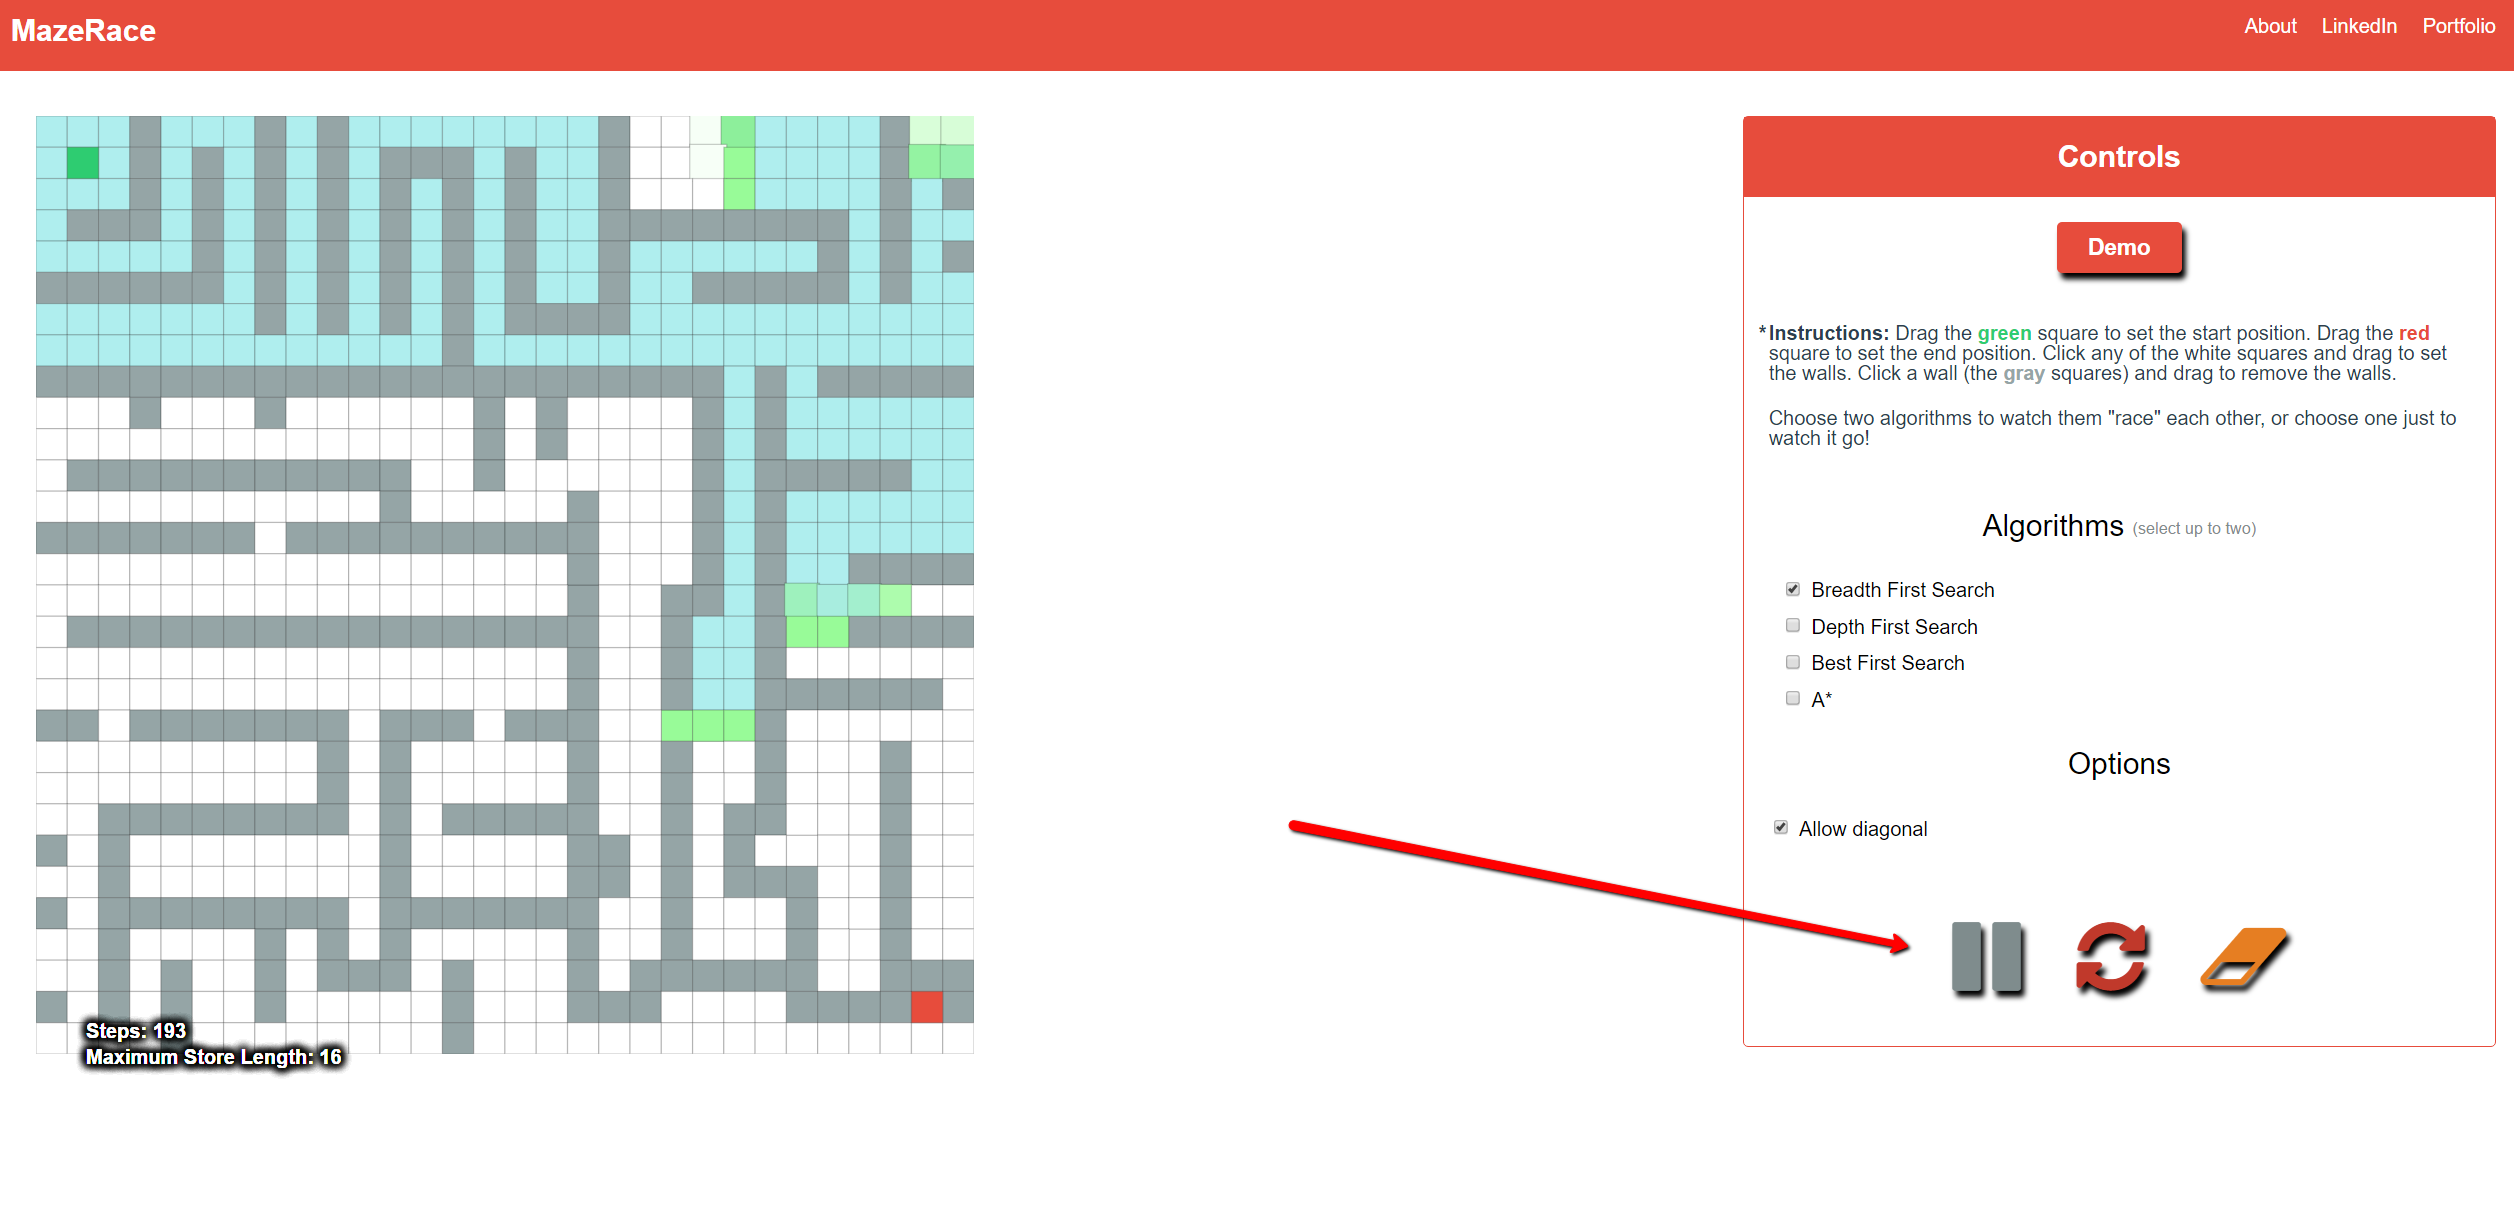 MazeRace
About LinkedIn Portfolio
Controls
Demo
*Instructions: Drag the green square to set the start position. Drag the red
square to set the end position. Click any of the white squares and drag to set
the walls. Click a wall (the gray squares) and drag to remove the walls.
Choose two algorithms to watch them "race" each other, or choose one just to
watch it go!
Algorithms (select up to two)
Breadth First Search
Depth First Search
Best First Search
A*
Options
Allow diagonal
Steps: 193
Maximum Store Length: 16